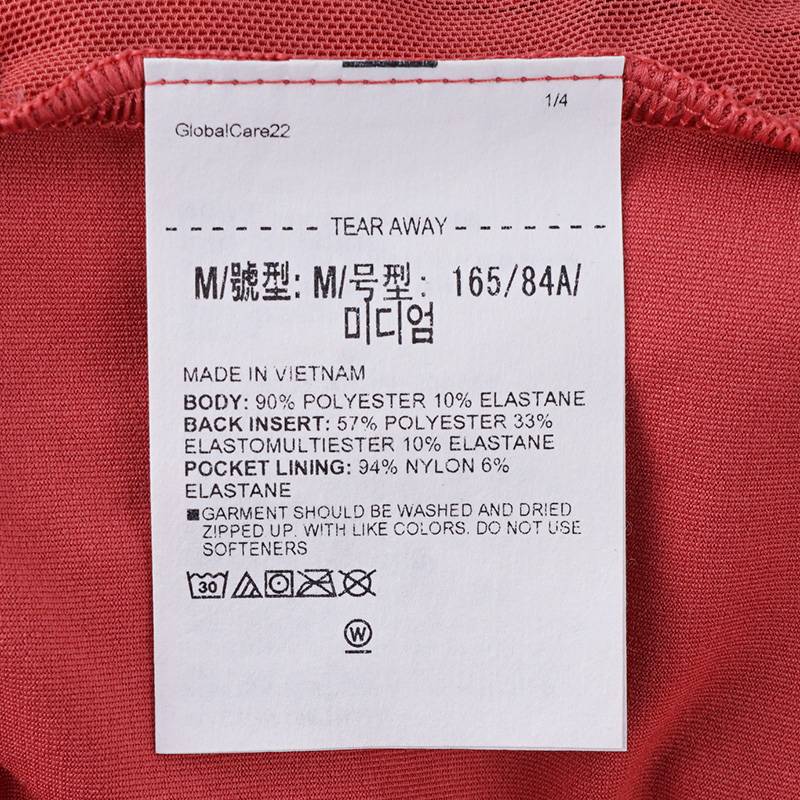 1/4
GlobalCare22
TEAR AWAY
M/號型: M/号型: 165/84A/
미디엄
MADE IN VIETNAM
BODY: 90% POLYESTER 10% ELASTANE
BACK INSERT: 57% POLYESTER 33%
ELASTOMULTIESTER 10% ELASTANE
POCKET LINING: 94% NYLON 6%
ELASTANE
■GARMENT SHOULD BE WASHED AND DRIED
ZIPPED UP. WITH LIKE COLORS. DO NOT USE
SOFTENERS
30
W